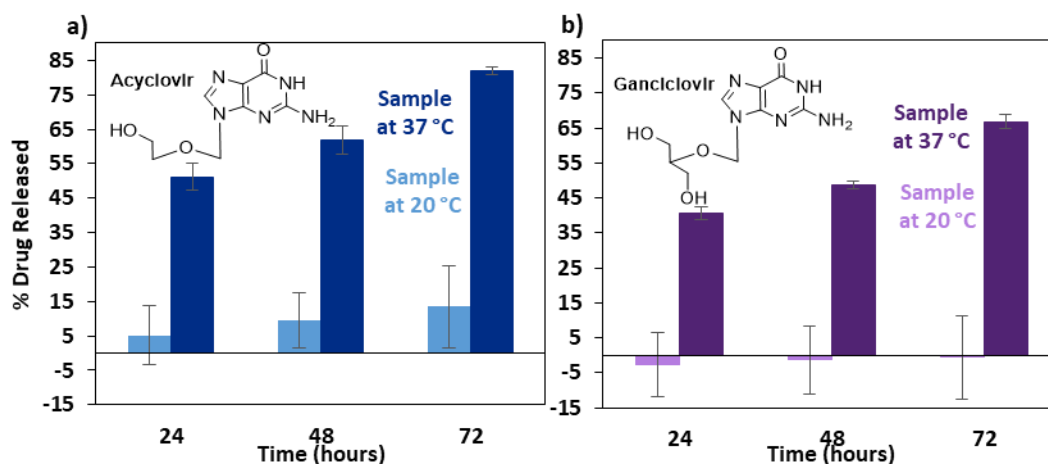 a)
% Drug Released
85
75
65
55
45
35
25
15
5
-5
-15
Acyclovir
O
N
NH
N
N
NH2
HO
O
Sample
at 37 °C
Sample
at 20 °C
24
48
72
Time (hours)
b)
85
75
65
55
45
35
25
15
5
-5
-15
Ganciclovir
O
N
NH
N
N
NH2
HO
O
OH
Sample
at 37 °C
Sample
at 20 °C
24
48
72
Time (hours)